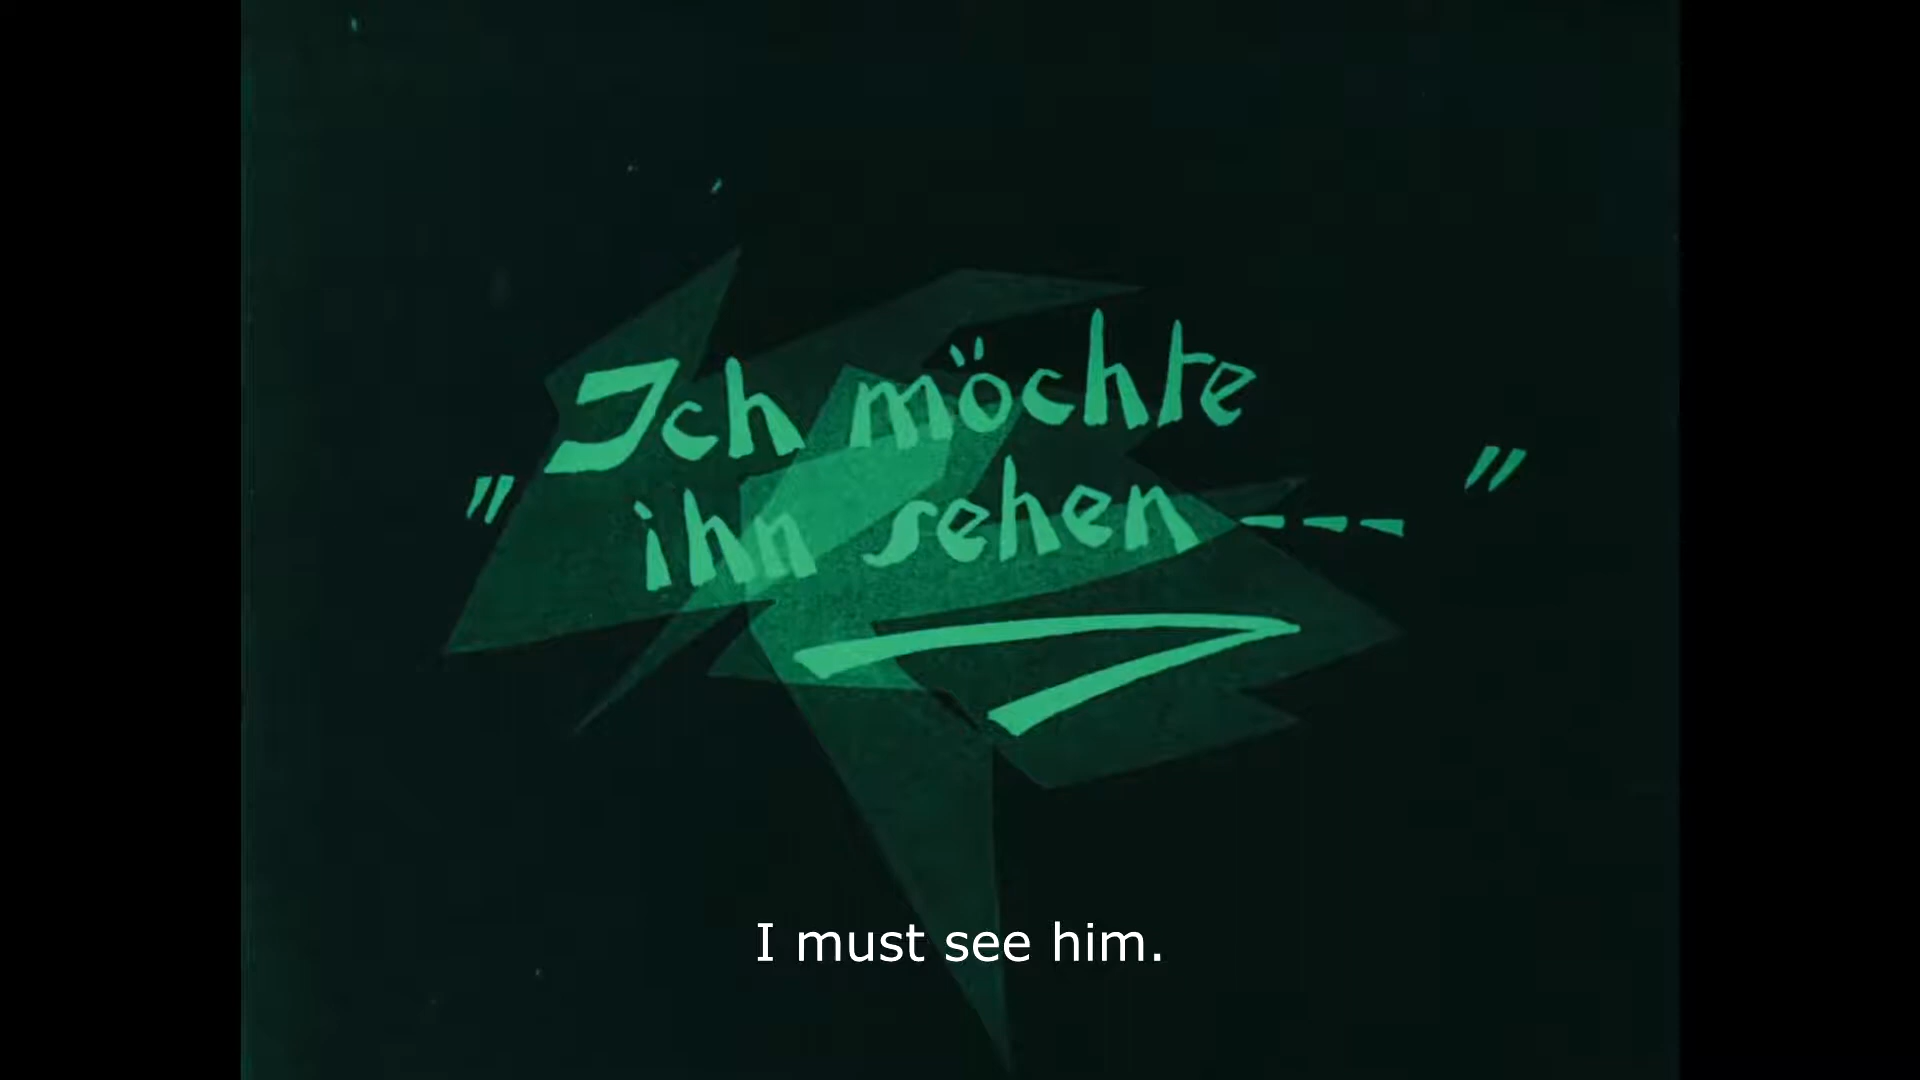 „Ich möchte
ihn sehen---"
I must see him.